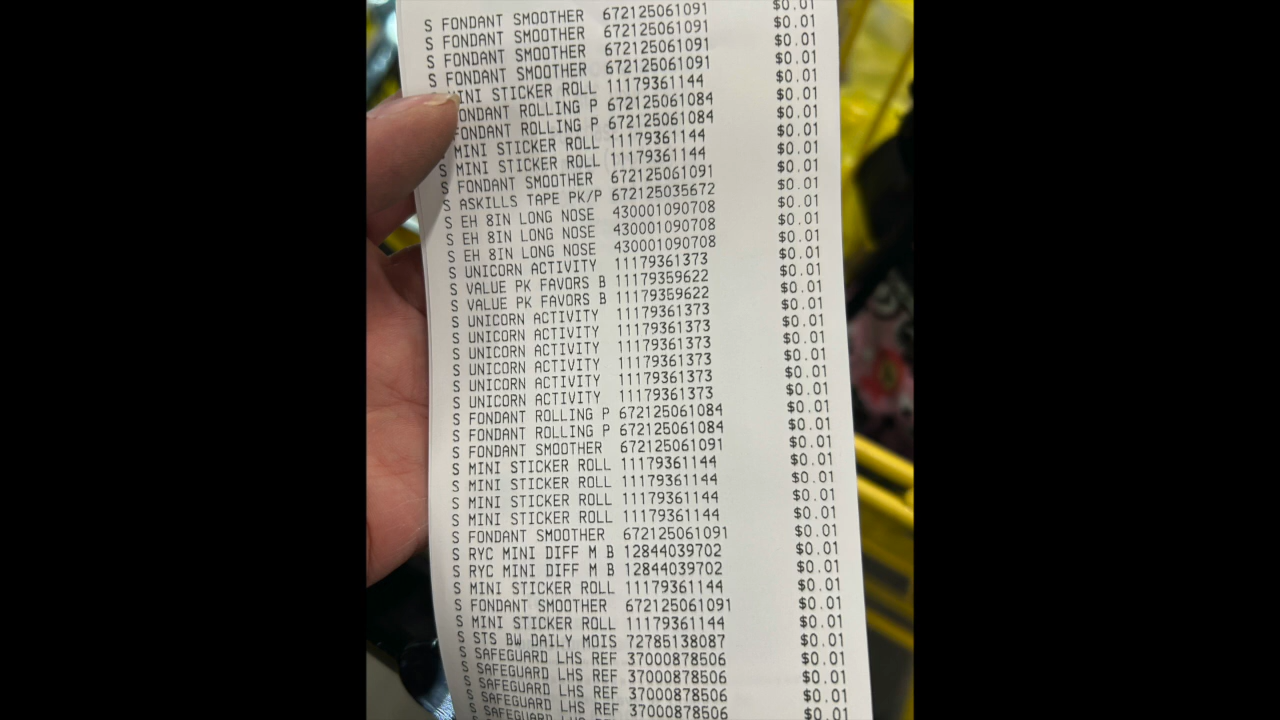 S FONDANT SMOOTHER 672125061091 $0.01
S FONDANT SMOOTHER 672125061091 $0.01
S FONDANT SMOOTHER 672125061091 $0.01
S FONDANT SMOOTHER 672125061091 $0.01
MINI STICKER ROLL 11179361144 $0.01
FONDANT ROLLING P 672125061084 $0.01
FONDANT ROLLING P 672125061084 $0.01
MINI STICKER ROLL 11179361144 $0.01
S MINI STICKER ROLL 11179361144 $0.01
S FONDANT SMOOTHER 672125061091 $0.01
S ASKILLS TAPE PK/P 672125035672 $0.01
S EH 8IN LONG NOSE 430001090708 $0.01
S EH 8IN LONG NOSE 430001090708 $0.01
S EH 8IN LONG NOSE 430001090708 $0.01
S UNICORN ACTIVITY 11179361373 $0.01
S VALUE PK FAVORS B 11179359622 $0.01
S VALUE PK FAVORS B 11179359622 $0.01
S UNICORN ACTIVITY 11179361373 $0.01
S UNICORN ACTIVITY 11179361373 $0.01
S UNICORN ACTIVITY 11179361373 $0.01
S UNICORN ACTIVITY 11179361373 $0.01
S UNICORN ACTIVITY 11179361373 $0.01
S UNICORN ACTIVITY 11179361373 $0.01
S FONDANT ROLLING P 672125061084 $0.01
S FONDANT ROLLING P 672125061084 $0.01
S FONDANT SMOOTHER 672125061091 $0.01
S MINI STICKER ROLL 11179361144 $0.01
S MINI STICKER ROLL 11179361144 $0.01
S MINI STICKER ROLL 11179361144 $0.01
S MINI STICKER ROLL 11179361144 $0.01
S FONDANT SMOOTHER 672125061091 $0.01
S RYC MINI DIFF M B 12844039702 $0.01
S RYC MINI DIFF M B 12844039702 $0.01
S MINI STICKER ROLL 11179361144 $0.01
S FONDANT SMOOTHER 672125061091 $0.01
S MINI STICKER ROLL 11179361144 $0.01
S STS BW DAILY MOIS 72785138087 $0.01
S SAFEGUARD LHS REF 37000878506 $0.01
S SAFEGUARD LHS REF 37000878506 $0.01
S SAFEGUARD LHS REF 37000878506 $0.01
S SAFEGUARD LHS REF 37000878506 $0.01